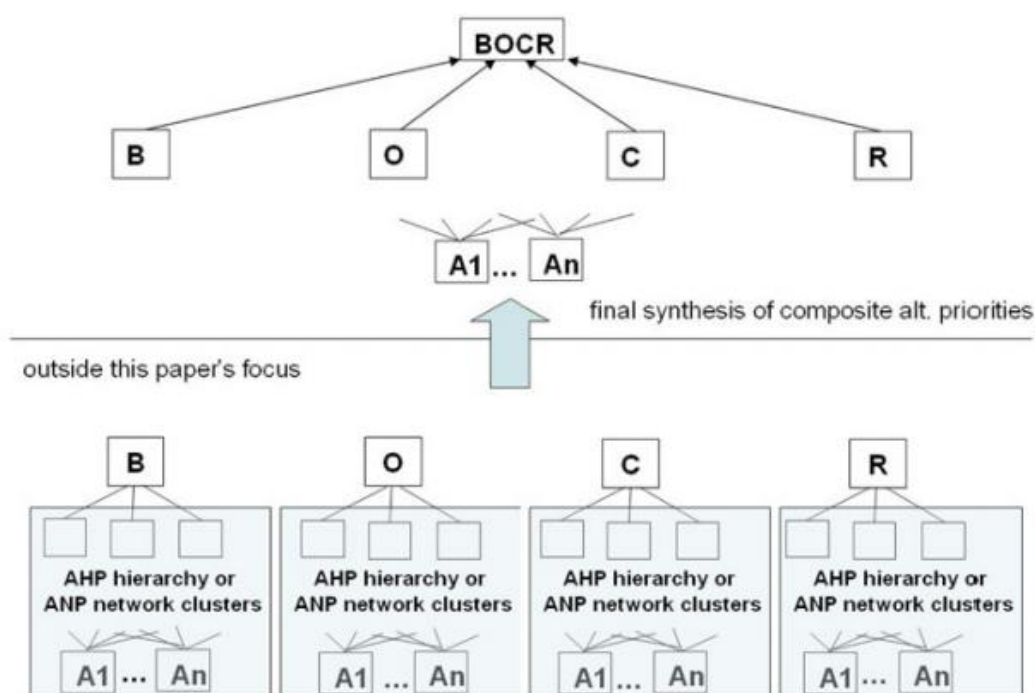 BOCR
B O C R
A1 ... An
final synthesis of composite alt. priorities
outside this paper's focus
B O C R
AHP hierarchy or AHP hierarchy or AHP hierarchy or AHP hierarchy or
ANP network clusters ANP network clusters ANP network clusters ANP network clusters
A1 ... An A1 ... An A1 ... An A1 ... An